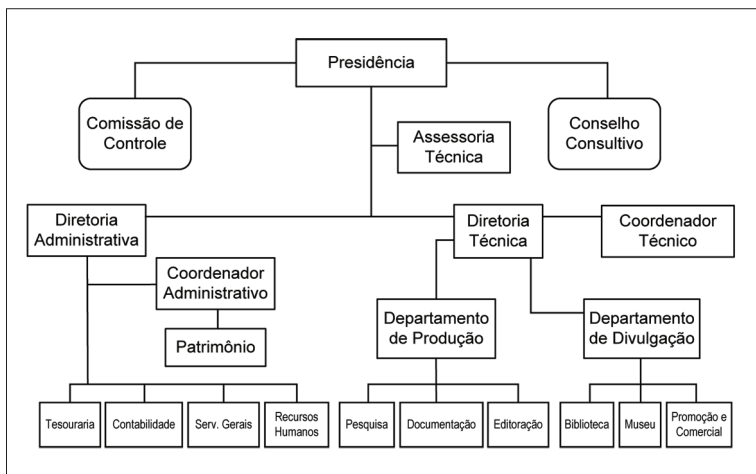 Presidência
Comissão de
Controle
Conselho
Consultivo
Assessoria
Técnica
Diretoria
Administrativa
Diretoria
Técnica
Coordenador
Técnico
Coordenador
Administrativo
Patrimônio
Departamento
de Produção
Departamento
de Divulgação
Tesouraria
Contabilidade
Serv. Gerais
Recursos
Humanos
Pesquisa
Documentação
Editoração
Biblioteca
Museu
Promoção e
Comercial